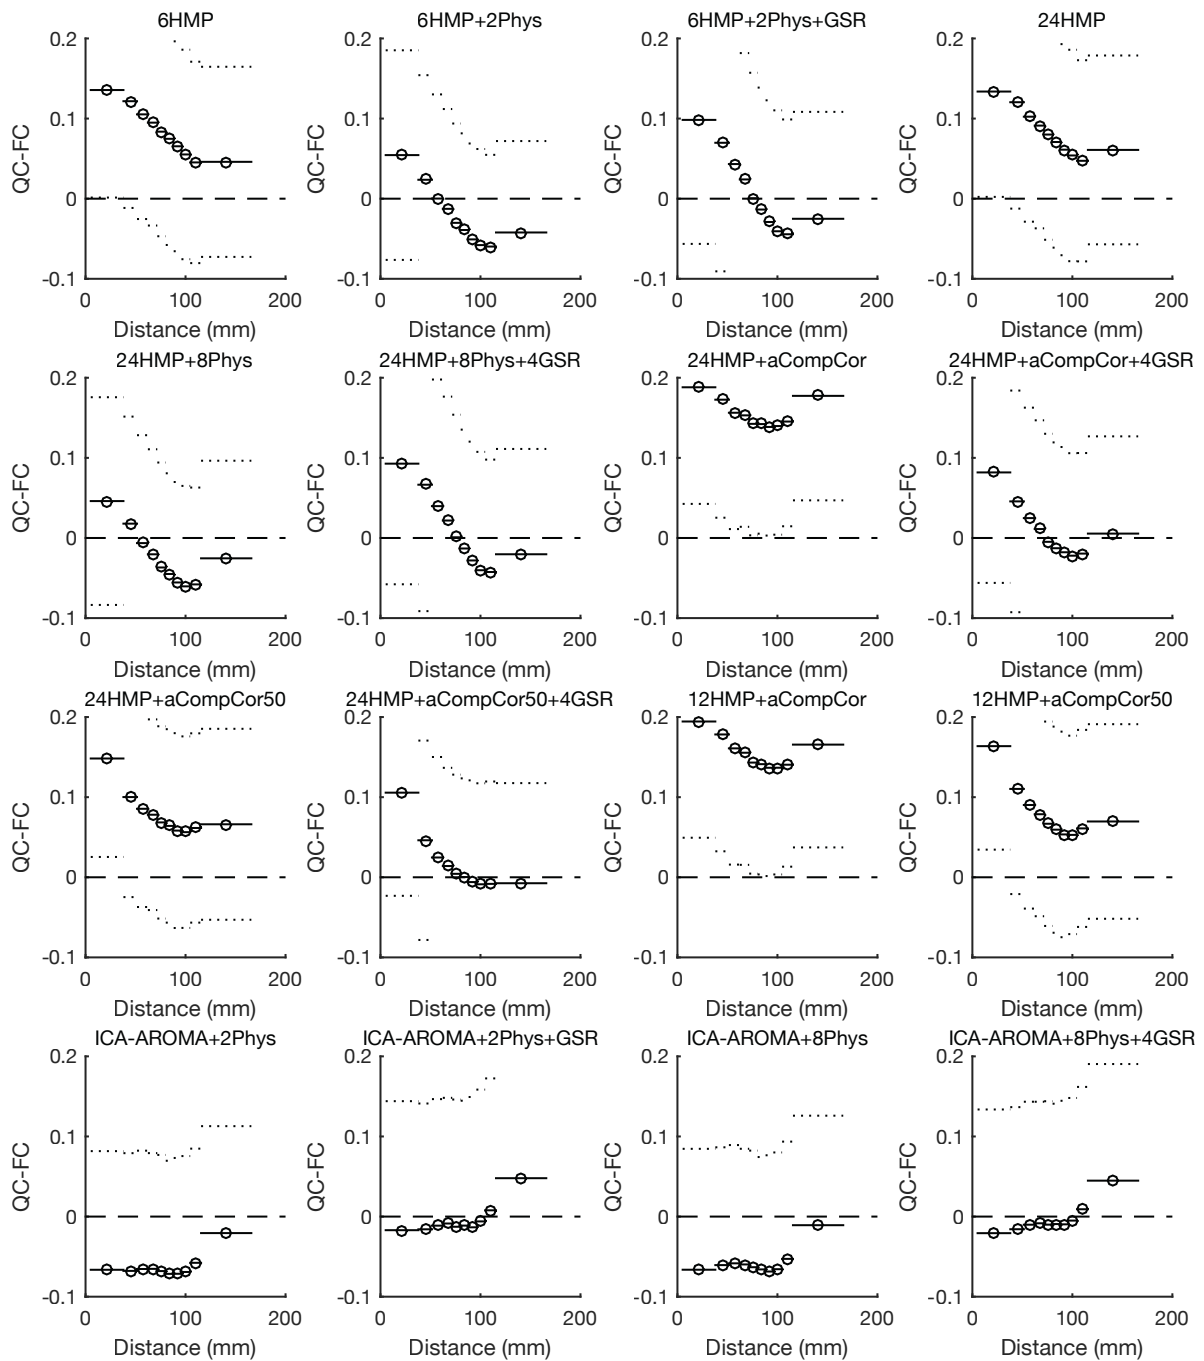 6HMP 6HMP+2Phys 6HMP+2Phys+GSR 24HMP
0.2 0.2 0.2 0.2
0.1 0.1 0.1 0.1
QC-FC QC-FC QC-FC QC-FC
0 0 0 0
-0.1 -0.1 -0.1 -0.1
0 100 200 0 100 200 0 100 200 0 100 200
Distance (mm) Distance (mm) Distance (mm) Distance (mm)
24HMP+8Phys 24HMP+8Phys+4GSR 24HMP+aCompCor 24HMP+aCompCor+4GSR
0.2 0.2 0.2 0.2
0.1 0.1 0.1 0.1
QC-FC QC-FC QC-FC QC-FC
0 0 0 0
-0.1 -0.1 -0.1 -0.1
0 100 200 0 100 200 0 100 200 0 100 200
Distance (mm) Distance (mm) Distance (mm) Distance (mm)
24HMP+aCompCor50 24HMP+aCompCor50+4GSR 12HMP+aCompCor 12HMP+aCompCor50
0.2 0.2 0.2 0.2
0.1 0.1 0.1 0.1
QC-FC QC-FC QC-FC QC-FC
0 0 0 0
-0.1 -0.1 -0.1 -0.1
0 100 200 0 100 200 0 100 200 0 100 200
Distance (mm) Distance (mm) Distance (mm) Distance (mm)
ICA-AROMA+2Phys ICA-AROMA+2Phys+GSR ICA-AROMA+8Phys ICA-AROMA+8Phys+4GSR
0.2 0.2 0.2 0.2
0.1 0.1 0.1 0.1
QC-FC QC-FC QC-FC QC-FC
0 0 0 0
-0.1 -0.1 -0.1 -0.1
0 100 200 0 100 200 0 100 200 0 100 200
Distance (mm) Distance (mm) Distance (mm) Distance (mm)